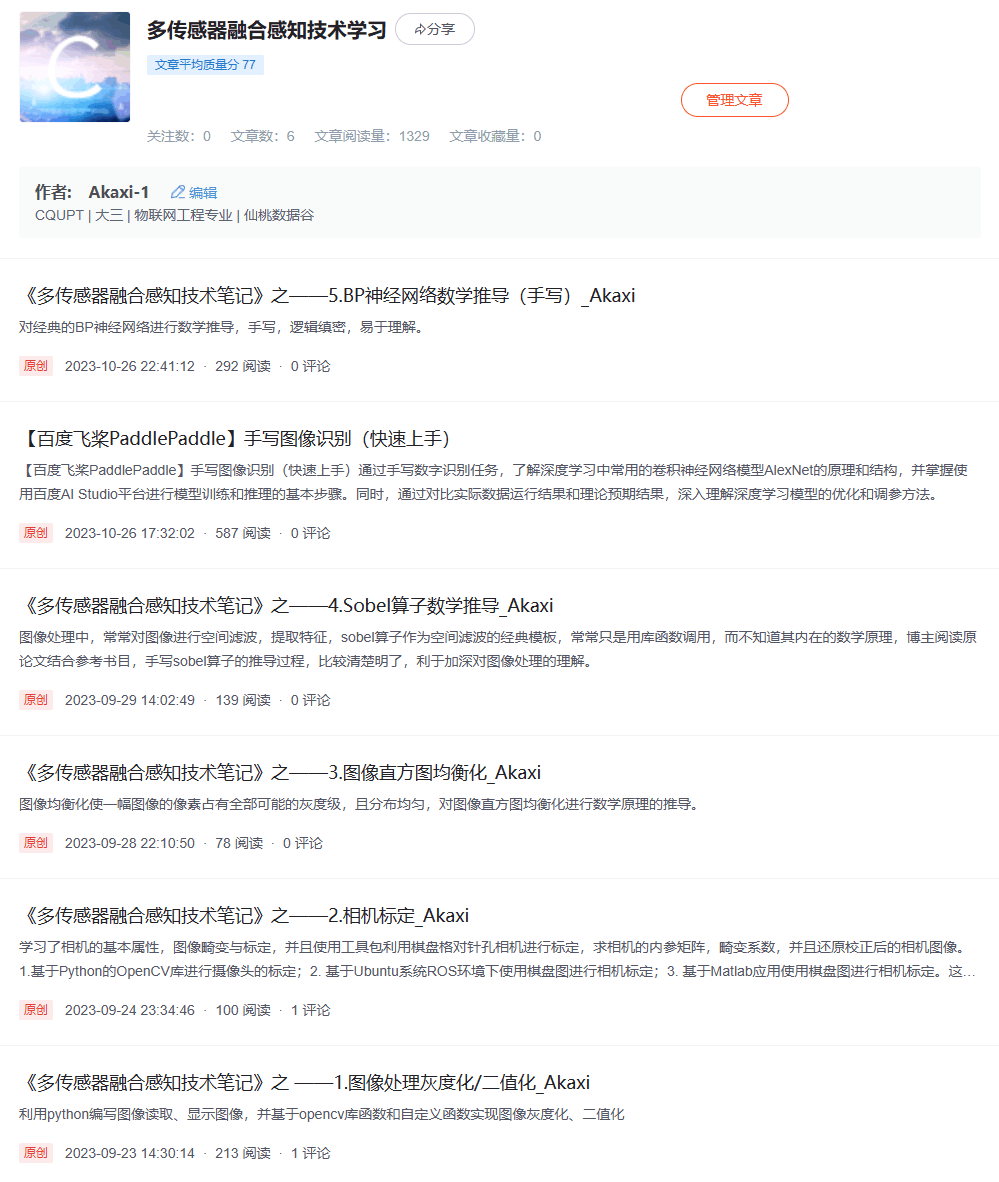 多传感器融合感知技术学习 分享
文章平均质量分 77
管理文章
关注数：0 文章数：6 文章阅读量：1329 文章收藏量：0
作者: Akaxi-1 编辑
CQUPT | 大三 | 物联网工程专业 | 仙桃数据谷
《多传感器融合感知技术笔记》之——5.BP神经网络数学推导（手写）_Akaxi
对经典的BP神经网络进行数学推导，手写，逻辑缜密，易于理解。
原创 2023-10-26 22:41:12 · 292 阅读 · 0 评论
【百度飞桨PaddlePaddle】手写图像识别（快速上手）
【百度飞桨PaddlePaddle】手写图像识别（快速上手）通过手写数字识别任务，了解深度学习中常用的卷积神经网络模型AlexNet的原理和结构，并掌握使
用百度AI Studio平台进行模型训练和推理的基本步骤。同时，通过对比实际数据运行结果和理论预期结果，深入理解深度学习模型的优化和调参方法。
原创 2023-10-26 17:32:02 · 587 阅读 · 0 评论
《多传感器融合感知技术笔记》之——4.Sobel算子数学推导_Akaxi
图像处理中，常常对图像进行空间滤波，提取特征，sobel算子作为空间滤波的经典模板，常常只是用库函数调用，而不知道其内在的数学原理，博主阅读原
论文结合参考书目，手写sobel算子的推导过程，比较清楚明了，利于加深对图像处理的理解。
原创 2023-09-29 14:02:49 · 139 阅读 · 0 评论
《多传感器融合感知技术笔记》之——3.图像直方图均衡化_Akaxi
图像均衡化使一幅图像的像素占有全部可能的灰度级，且分布均匀，对图像直方图均衡化进行数学原理的推导。
原创 2023-09-28 22:10:50 · 78 阅读 · 0 评论
《多传感器融合感知技术笔记》之——2.相机标定_Akaxi
学习了相机的基本属性，图像畸变与标定，并且使用工具包利用棋盘格对针孔相机进行标定，求相机的内参矩阵，畸变系数，并且还原校正后的相机图像。
1.基于Python的OpenCV库进行摄像头的标定；2. 基于Ubuntu系统ROS环境下使用棋盘图进行相机标定；3. 基于Matlab应用使用棋盘图进行相机标定。这…
原创 2023-09-24 23:34:46 · 100 阅读 · 1 评论
《多传感器融合感知技术笔记》之 ——1.图像处理灰度化/二值化_Akaxi
利用python编写图像读取、显示图像，并基于opencv库函数和自定义函数实现图像灰度化、二值化
原创 2023-09-23 14:30:14 · 213 阅读 · 1 评论